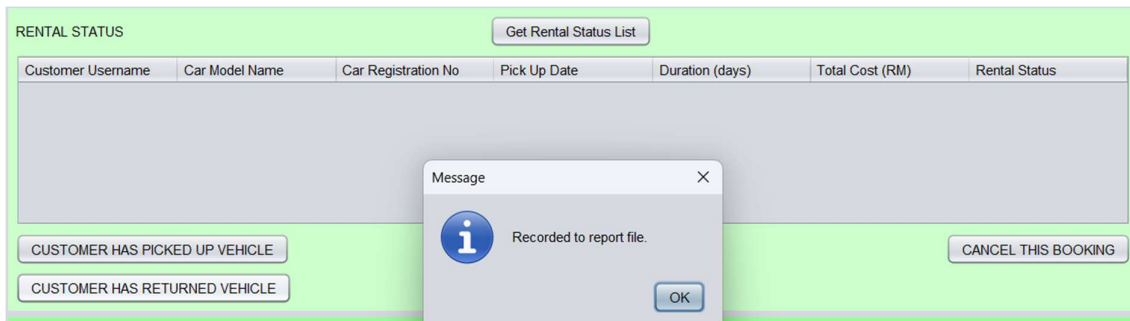 RENTAL STATUS
Get Rental Status List
Customer Username Car Model Name Car Registration No Pick Up Date Duration (days) Total Cost (RM) Rental Status
Message
Recorded to report file.
CUSTOMER HAS PICKED UP VEHICLE
CANCEL THIS BOOKING
CUSTOMER HAS RETURNED VEHICLE
OK